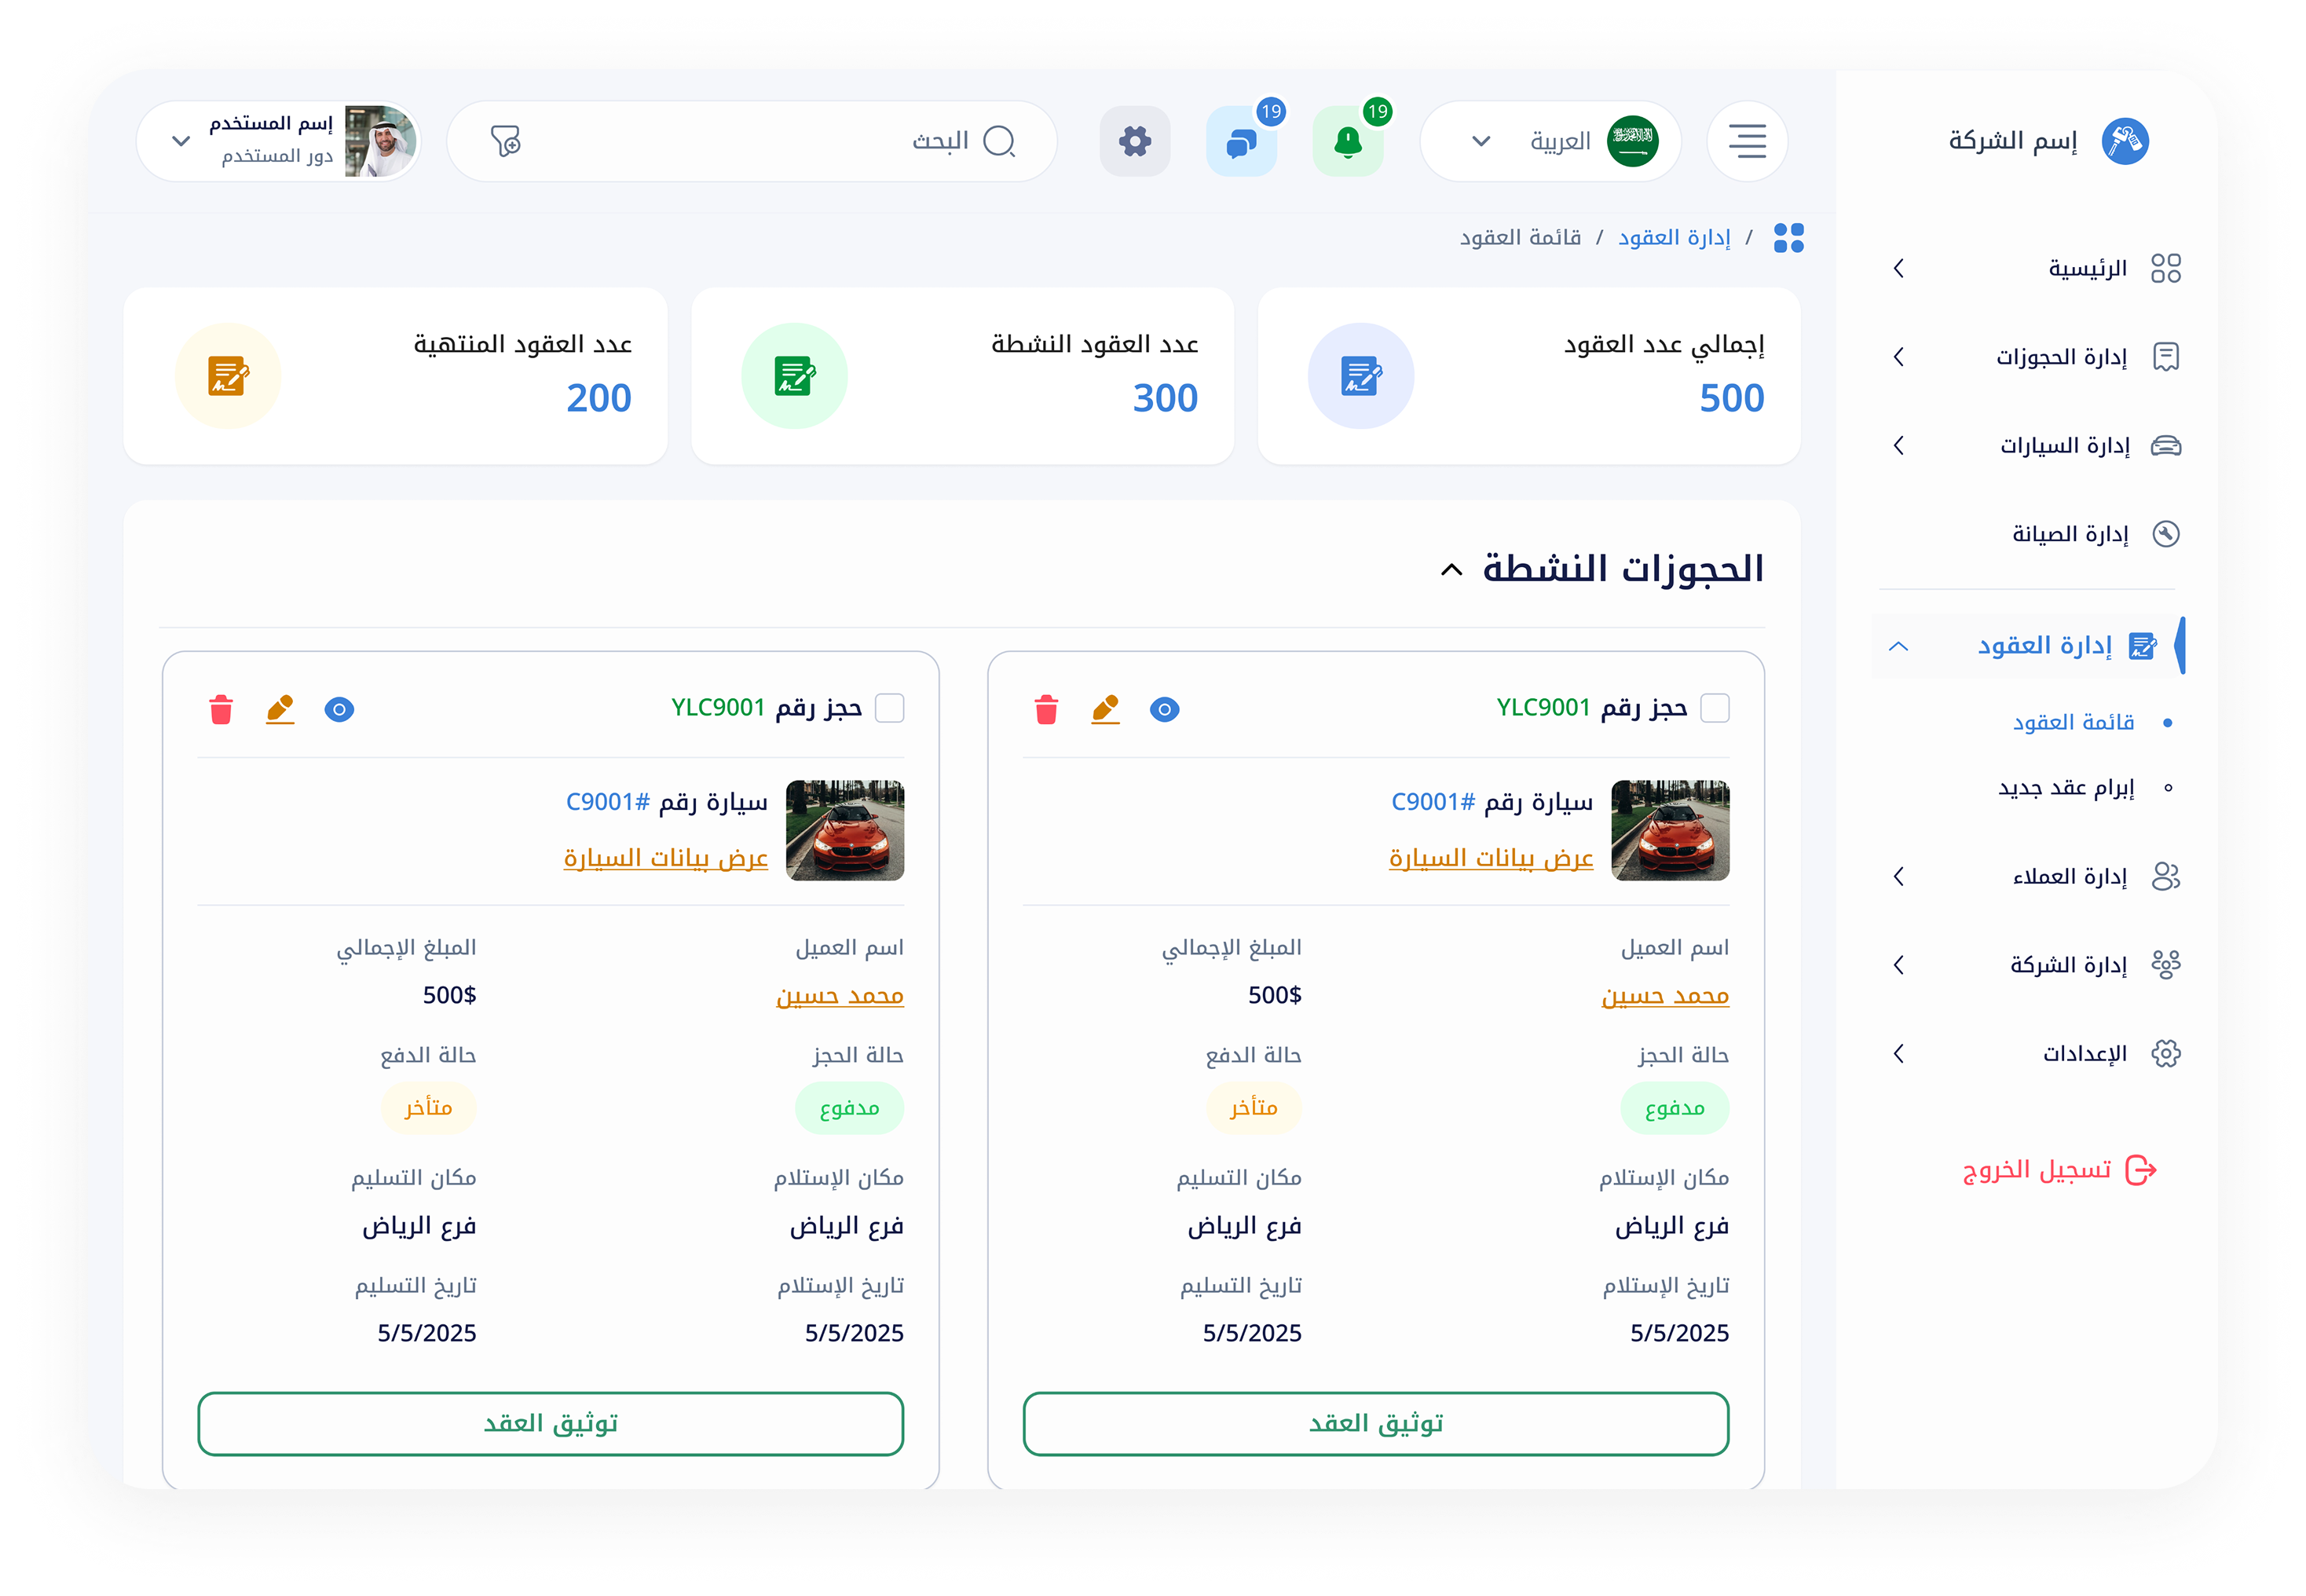 إسم الشركة
العربية
19
19
البحث
إسم المستخدم
دور المستخدم
الرئيسية
إدارة الحجوزات
إدارة السيارات
إدارة الصيانة
إدارة العقود
قائمة العقود
إبرام عقد جديد
إدارة العملاء
إدارة الشركة
الإعدادات
تسجيل الخروج
/ إدارة العقود / قائمة العقود
إجمالي عدد العقود
500
عدد العقود النشطة
300
عدد العقود المنتهية
200
الحجوزات النشطة
حجز رقم YLC9001
سيارة رقم #C9001
عرض بيانات السيارة
اسم العميل
محمد حسين
المبلغ الإجمالي
500$
حالة الحجز
مدفوع
حالة الدفع
متأخر
مكان الإستلام
فرع الرياض
مكان التسليم
فرع الرياض
تاريخ الإستلام
5/5/2025
تاريخ التسليم
5/5/2025
توثيق العقد
حجز رقم YLC9001
سيارة رقم #C9001
عرض بيانات السيارة
اسم العميل
محمد حسين
المبلغ الإجمالي
500$
حالة الحجز
مدفوع
حالة الدفع
متأخر
مكان الإستلام
فرع الرياض
مكان التسليم
فرع الرياض
تاريخ الإستلام
5/5/2025
تاريخ التسليم
5/5/2025
توثيق العقد